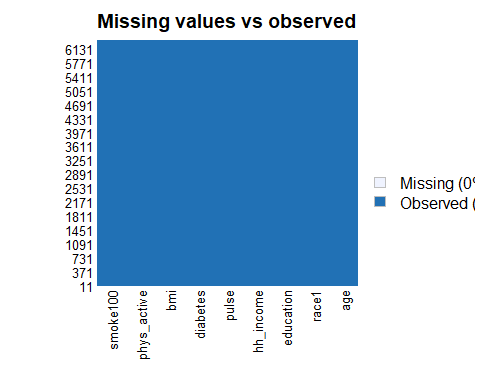 Missing values vs observed
6131
5771
5411
5051
4691
4331
3971
3611
3251
2891
2531
2171
1811
1451
1091
731
371
11
Missing (0%
Observed (
smoke100
phys_active
bmi
diabetes
pulse
hh_income
education
race1
age